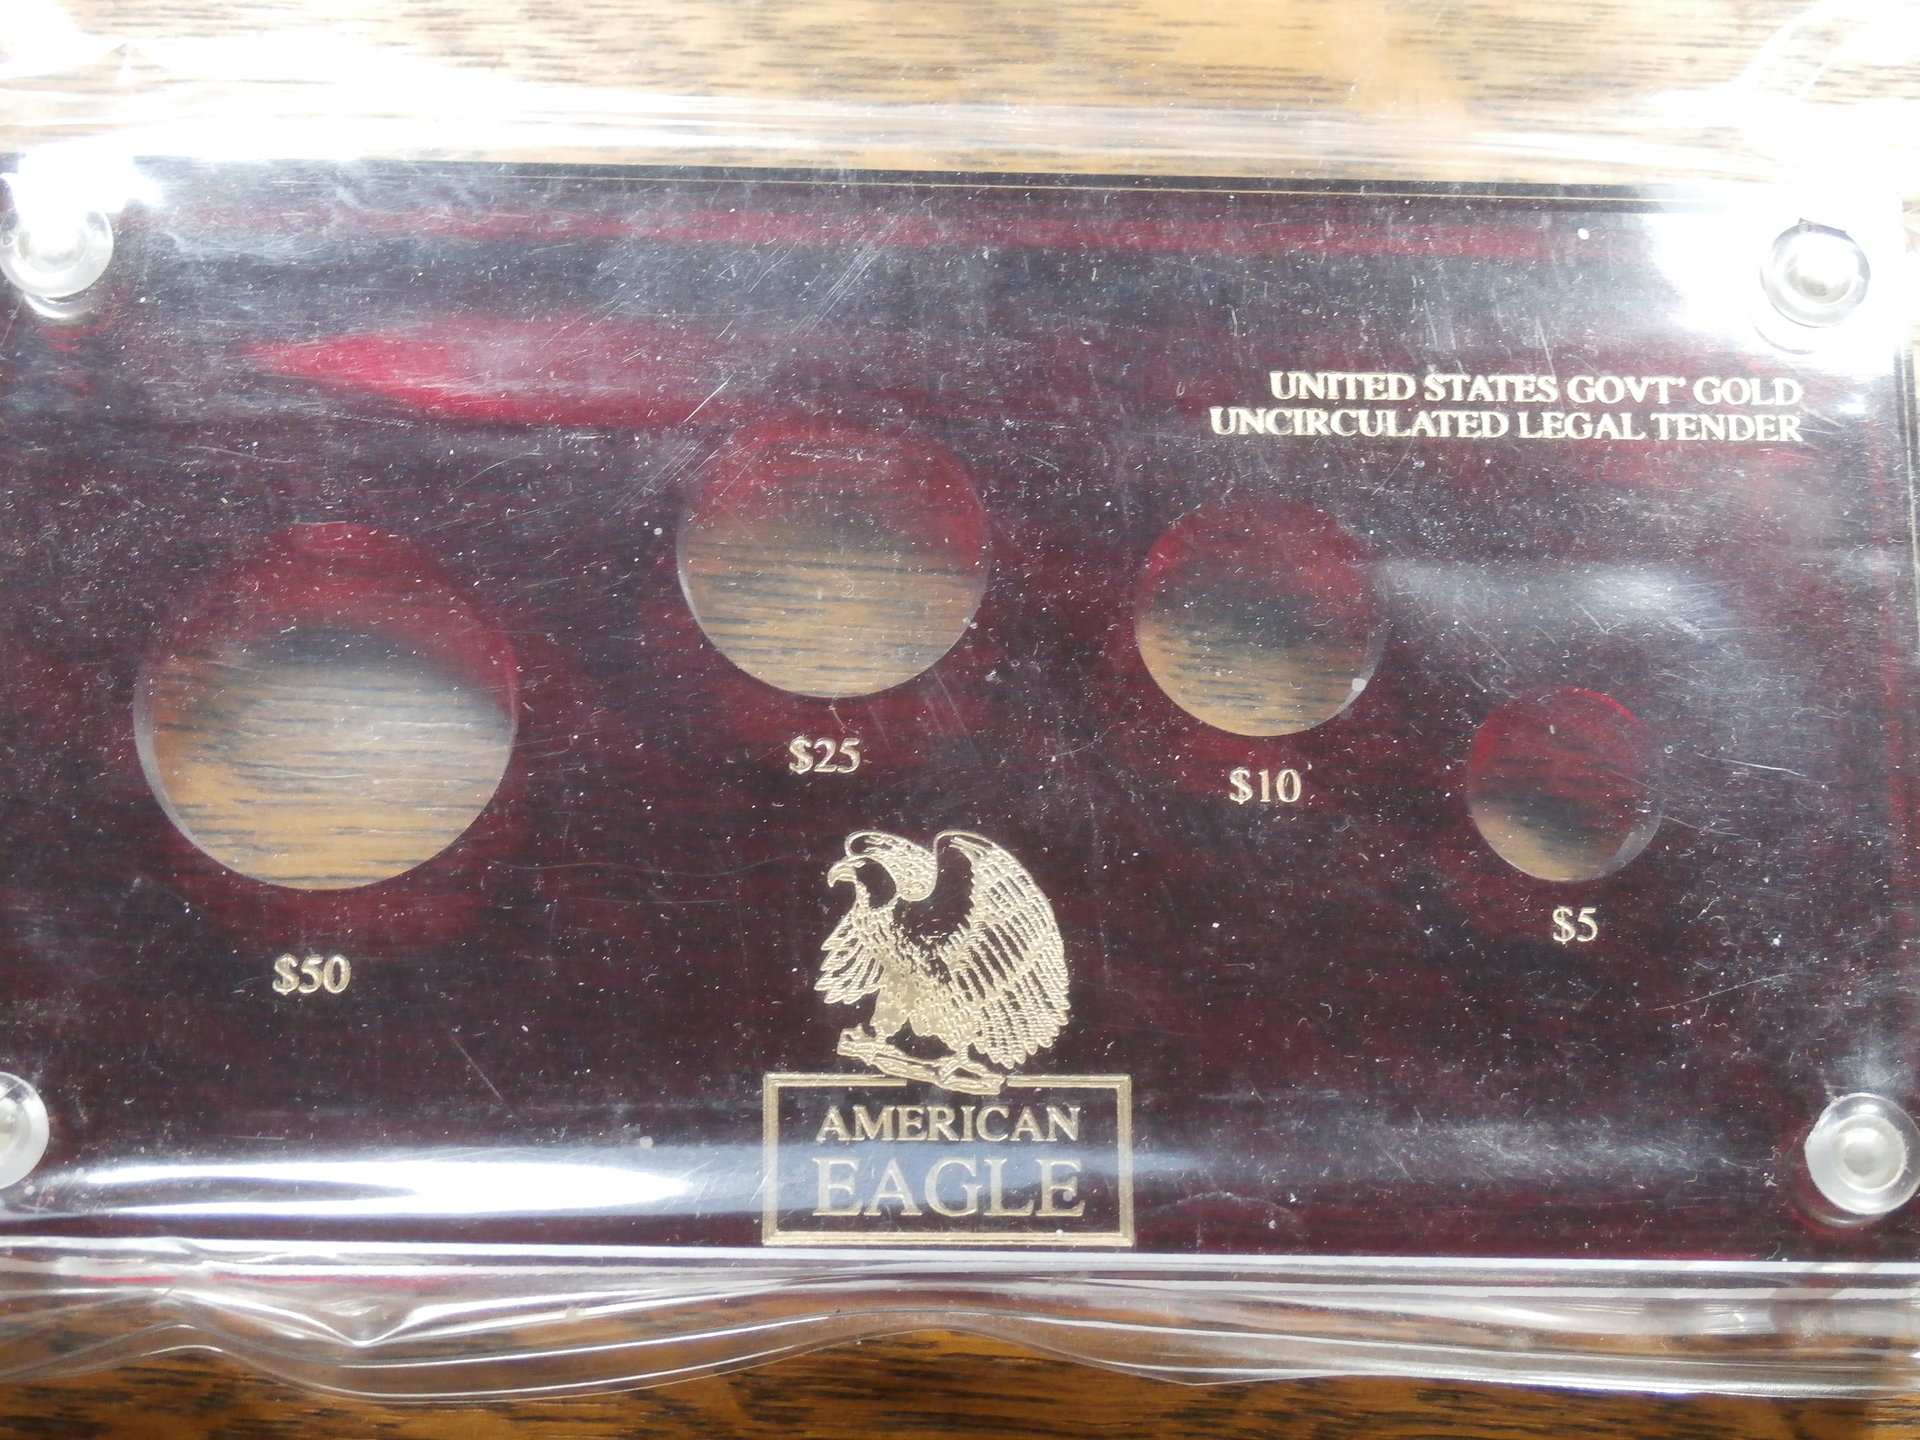 UNITED STATES GOVT' GOLD
UNCIRCULATED LEGAL TENDER
$50
$25
$10
$5
AMERICAN
EAGLE